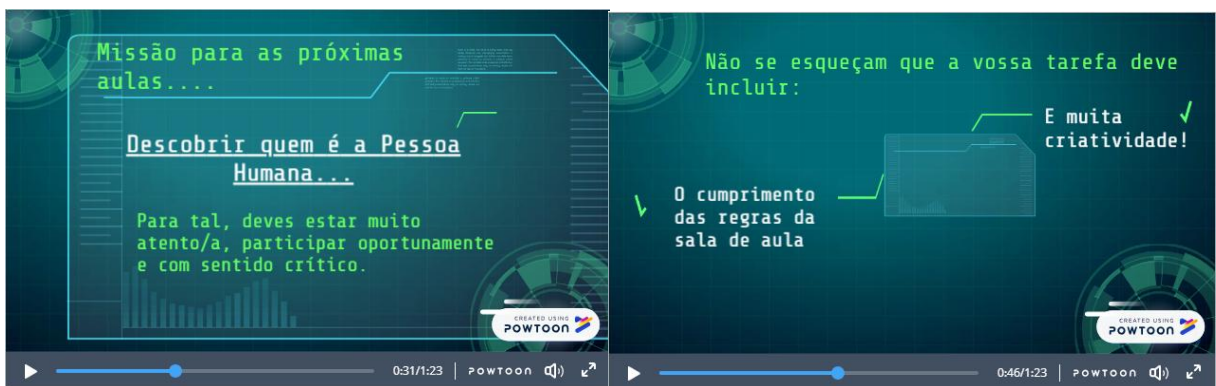 Missão para as próximas
aulas....
Descobrir quem é a Pessoa
Humana...
Para tal, deves estar muito
atento/a, participar oportunamente
e com sentido crítico.
CREATED USING
POWTOON
0:31/1:23
POWTOON
Não se esqueçam que a vossa tarefa deve
incluir:
E muita
criatividade!
O cumprimento
das regras da
sala de aula
CREATED USING
POWTOON
0:46/1:23
POWTOON